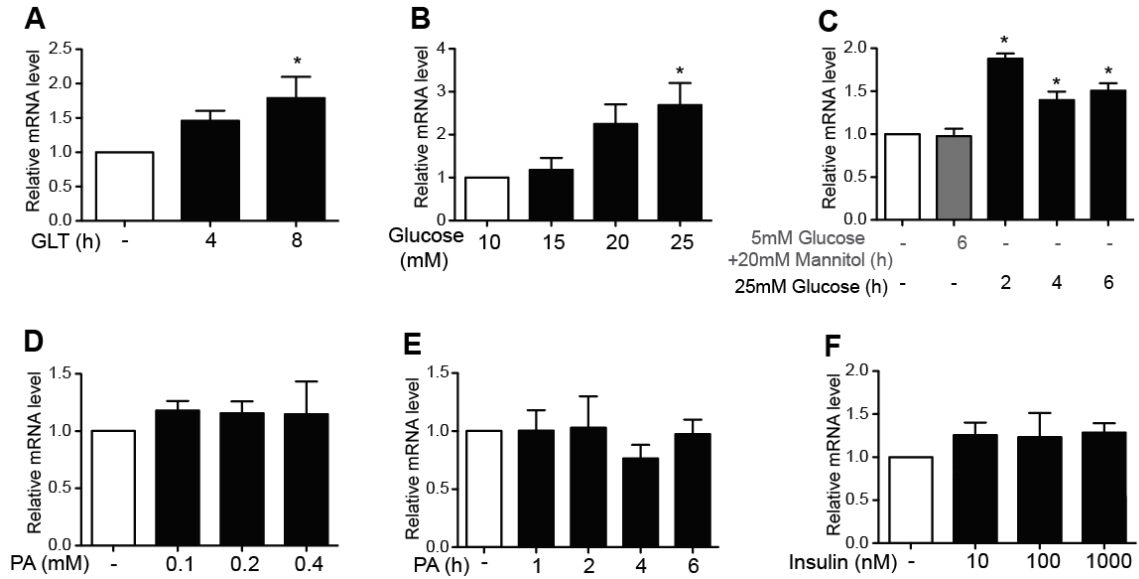 A
Relative mRNA level
2.5
2.0
1.5
1.0
0.5
0.0
*
GLT (h)
- 4 8
B
Relative mRNA level
4
3
2
1
0
*
Glucose
(mM)
10 15 20 25
C
Relative mRNA level
2.0
1.5
1.0
0.5
0.0
* * *
5mM Glucose
+20mM Mannitol (h)
- 6 - - -
25mM Glucose (h)
- - 2 4 6
D
Relative mRNA level
1.5
1.0
0.5
0.0
PA (mM)
- 0.1 0.2 0.4
E
Relative mRNA level
1.5
1.0
0.5
0.0
PA (h)
- 1 2 4 6
F
Relative mRNA level
2.0
1.5
1.0
0.5
0.0
Insulin (nM)
- 10 100 1000